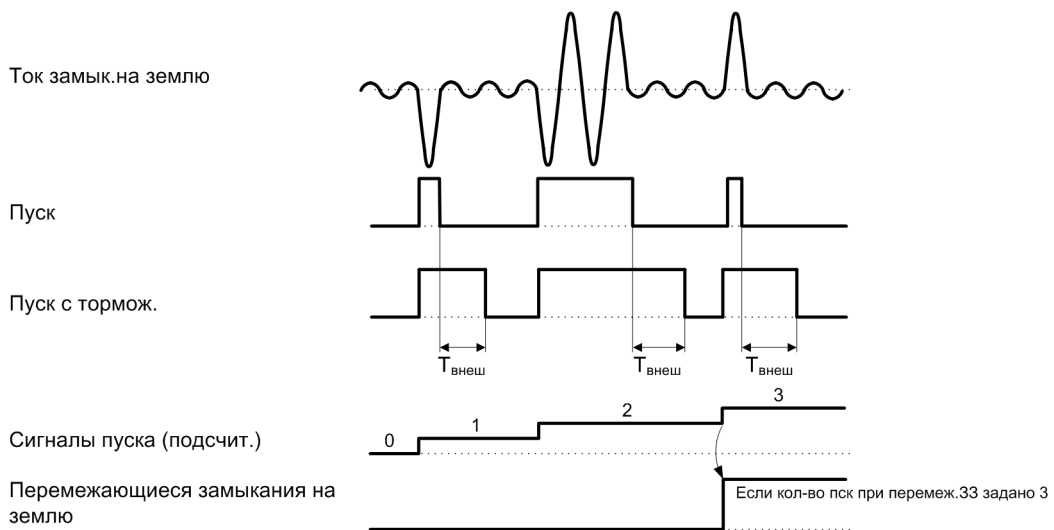 Ток замык.на землю
Пуск
Пуск с тормож.
Tвнеш
Tвнеш
Tвнеш
Сигналы пуска (подсчит.)
0
1
2
3
Перемежающиеся замыкания на
землю
Если кол-во пск при перемеж.ЗЗ задано 3